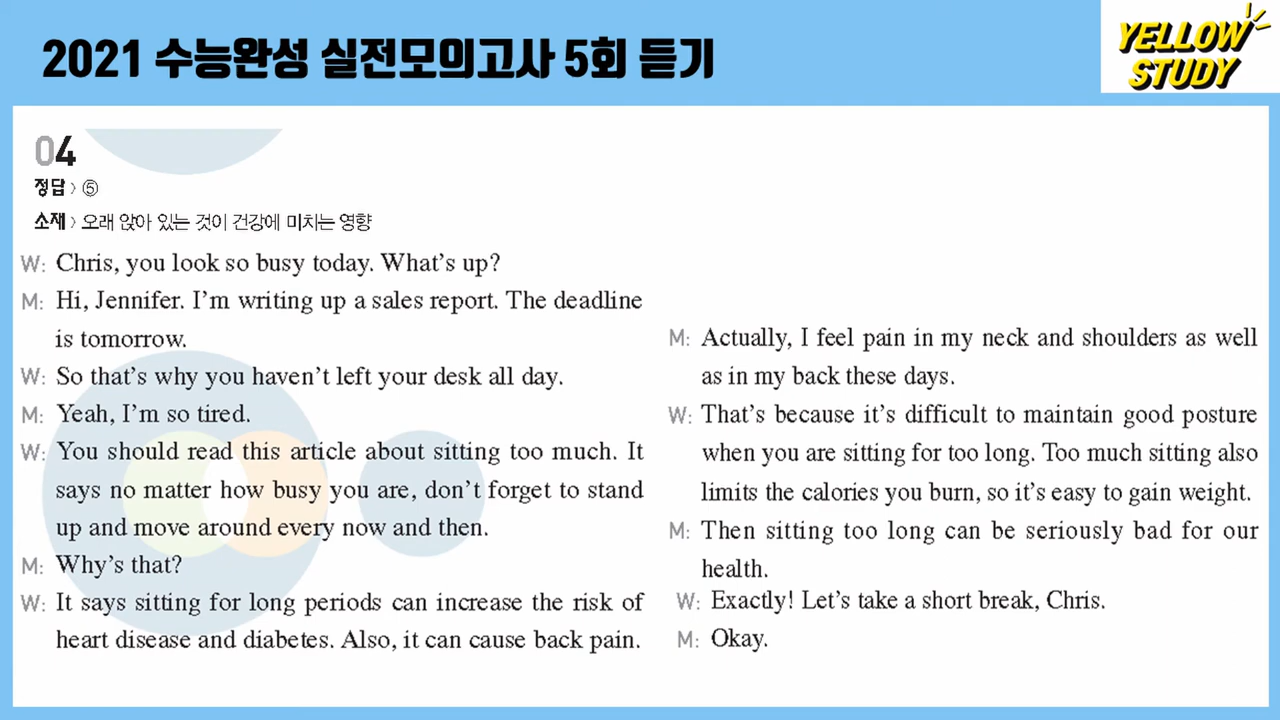 2021 수능완성 실전모의고사 5회 듣기
YELLOW
STUDY
04
정답 > ⑤
소재 > 오래 앉아 있는 것이 건강에 미치는 영향
W: Chris, you look so busy today. What's up?
M: Hi, Jennifer. I'm writing up a sales report. The deadline
is tomorrow.
W: So that's why you haven't left your desk all day.
M: Yeah, I'm so tired.
W: You should read this article about sitting too much. It
says no matter how busy you are, don't forget to stand
up and move around every now and then.
M: Why's that?
W: It says sitting for long periods can increase the risk of
heart disease and diabetes. Also, it can cause back pain.
M: Actually, I feel pain in my neck and shoulders as well
as in my back these days.
W: That's because it's difficult to maintain good posture
when you are sitting for too long. Too much sitting also
limits the calories you burn, so it's easy to gain weight.
M: Then sitting too long can be seriously bad for our
health.
W: Exactly! Let's take a short break, Chris.
M: Okay.